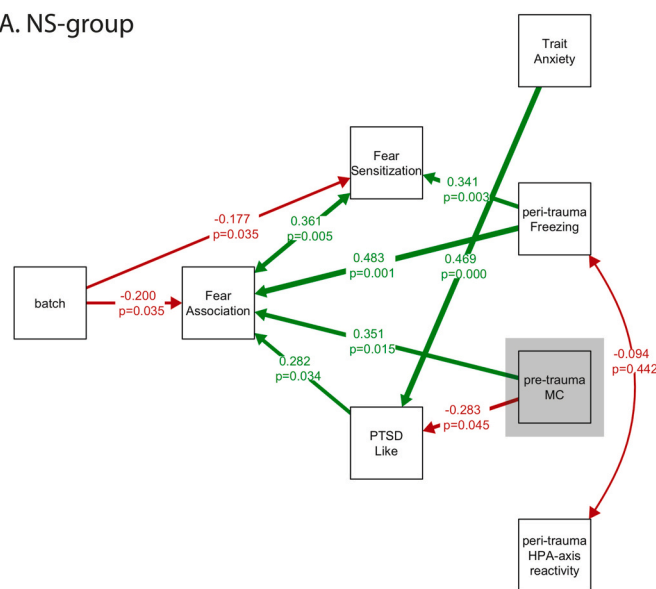 A. NS-group
Trait
Anxiety
Fear
Sensitization
0.341
p=0.003
peri-trauma
Freezing
-0.177
p=0.035
0.361
p=0.005
0.483
p=0.001
0.469
p=0.000
batch
-0.200
p=0.035
Fear
Association
0.351
p=0.015
0.282
p=0.034
-0.094
p=0.442
pre-trauma
MC
-0.283
p=0.045
PTSD
Like
peri-trauma
HPA-axis
reactivity